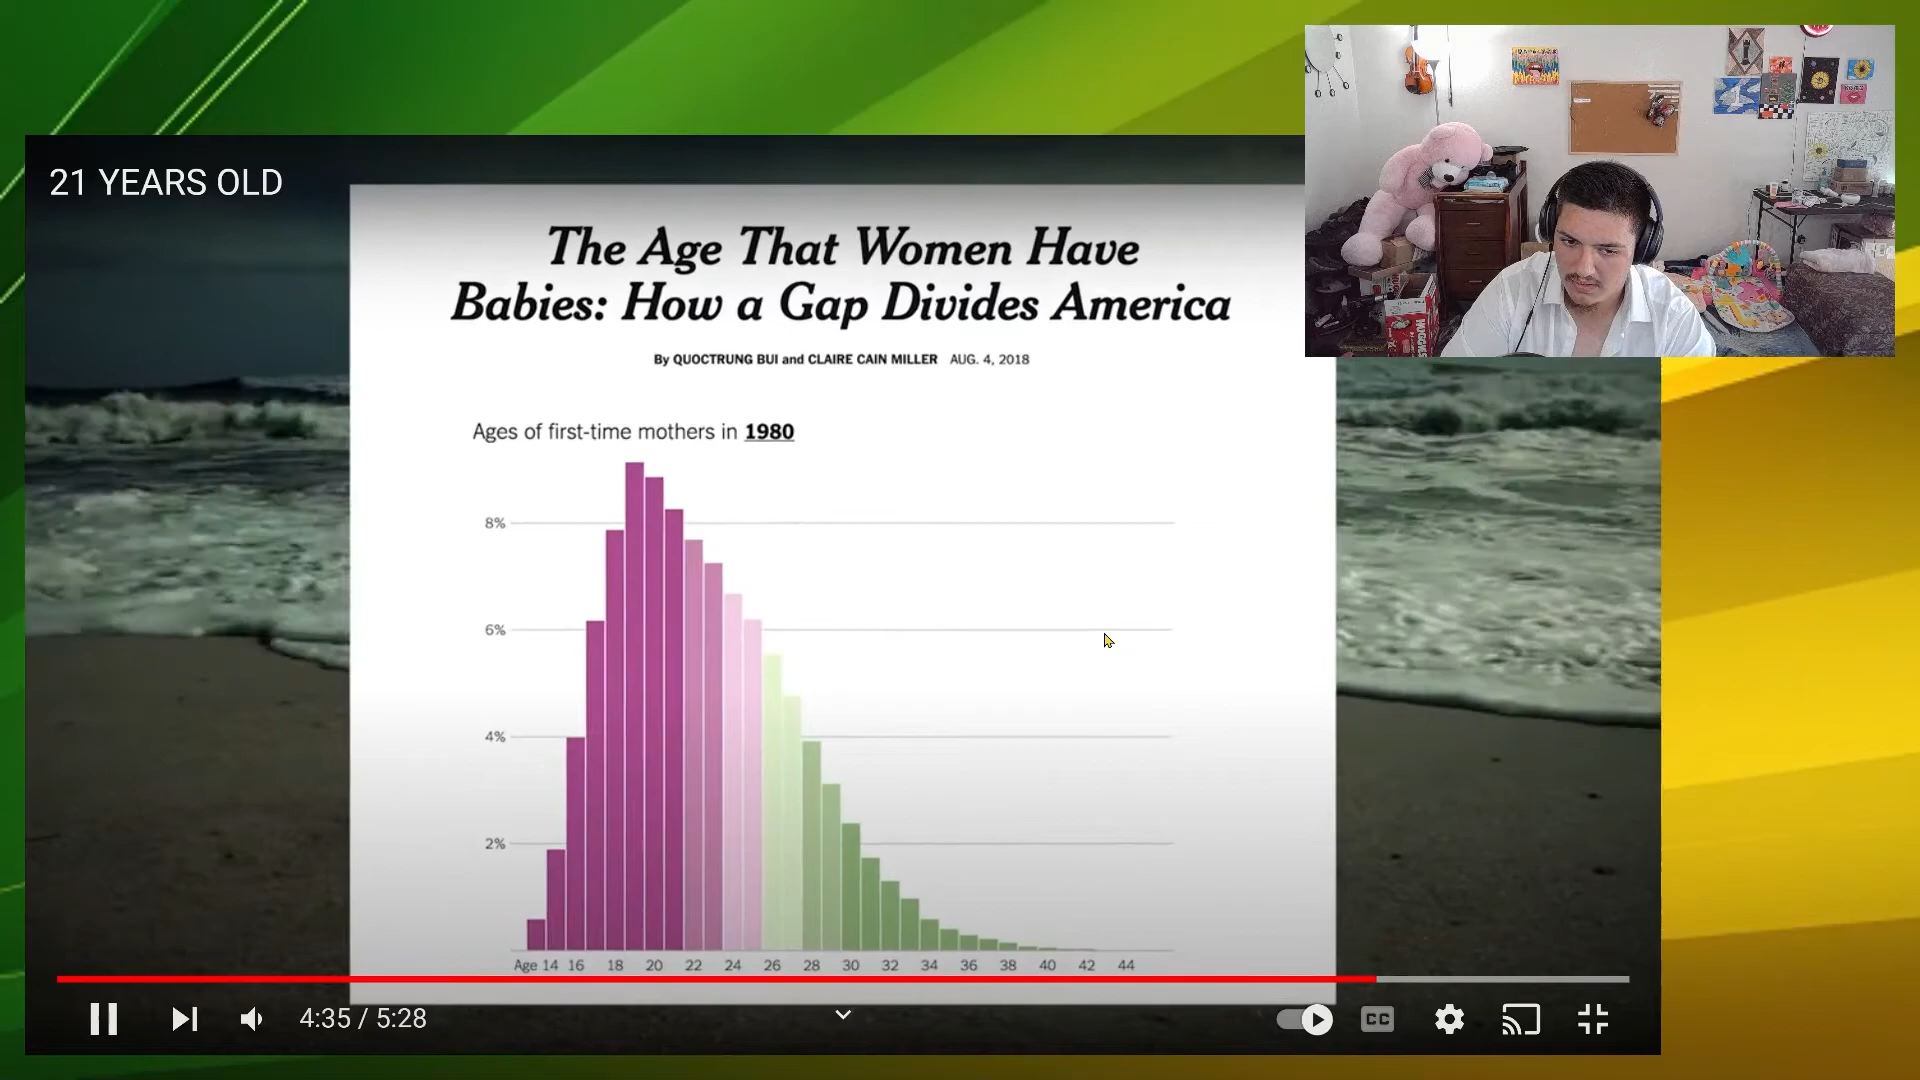 21 YEARS OLD
The Age That Women Have
Babies: How a Gap Divides America
By QUOCTRUNG BUI and CLAIRE CAIN MILLER AUG. 4, 2018
Ages of first-time mothers in 1980
8%
6%
4%
2%
Age 14 16 18 20 22 24 26 28 30 32 34 36 38 40 42 44
4:35 / 5:28
CC
HUGGIES